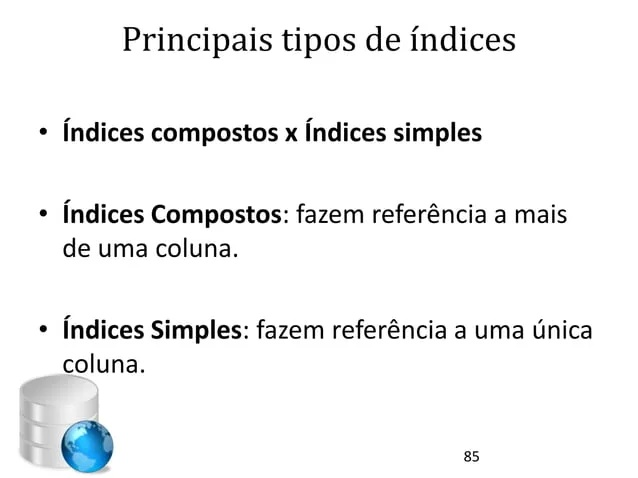 Principais tipos de índices
• Índices compostos x Índices simples
• Índices Compostos: fazem referência a mais
de uma coluna.
• Índices Simples: fazem referência a uma única
coluna.
85